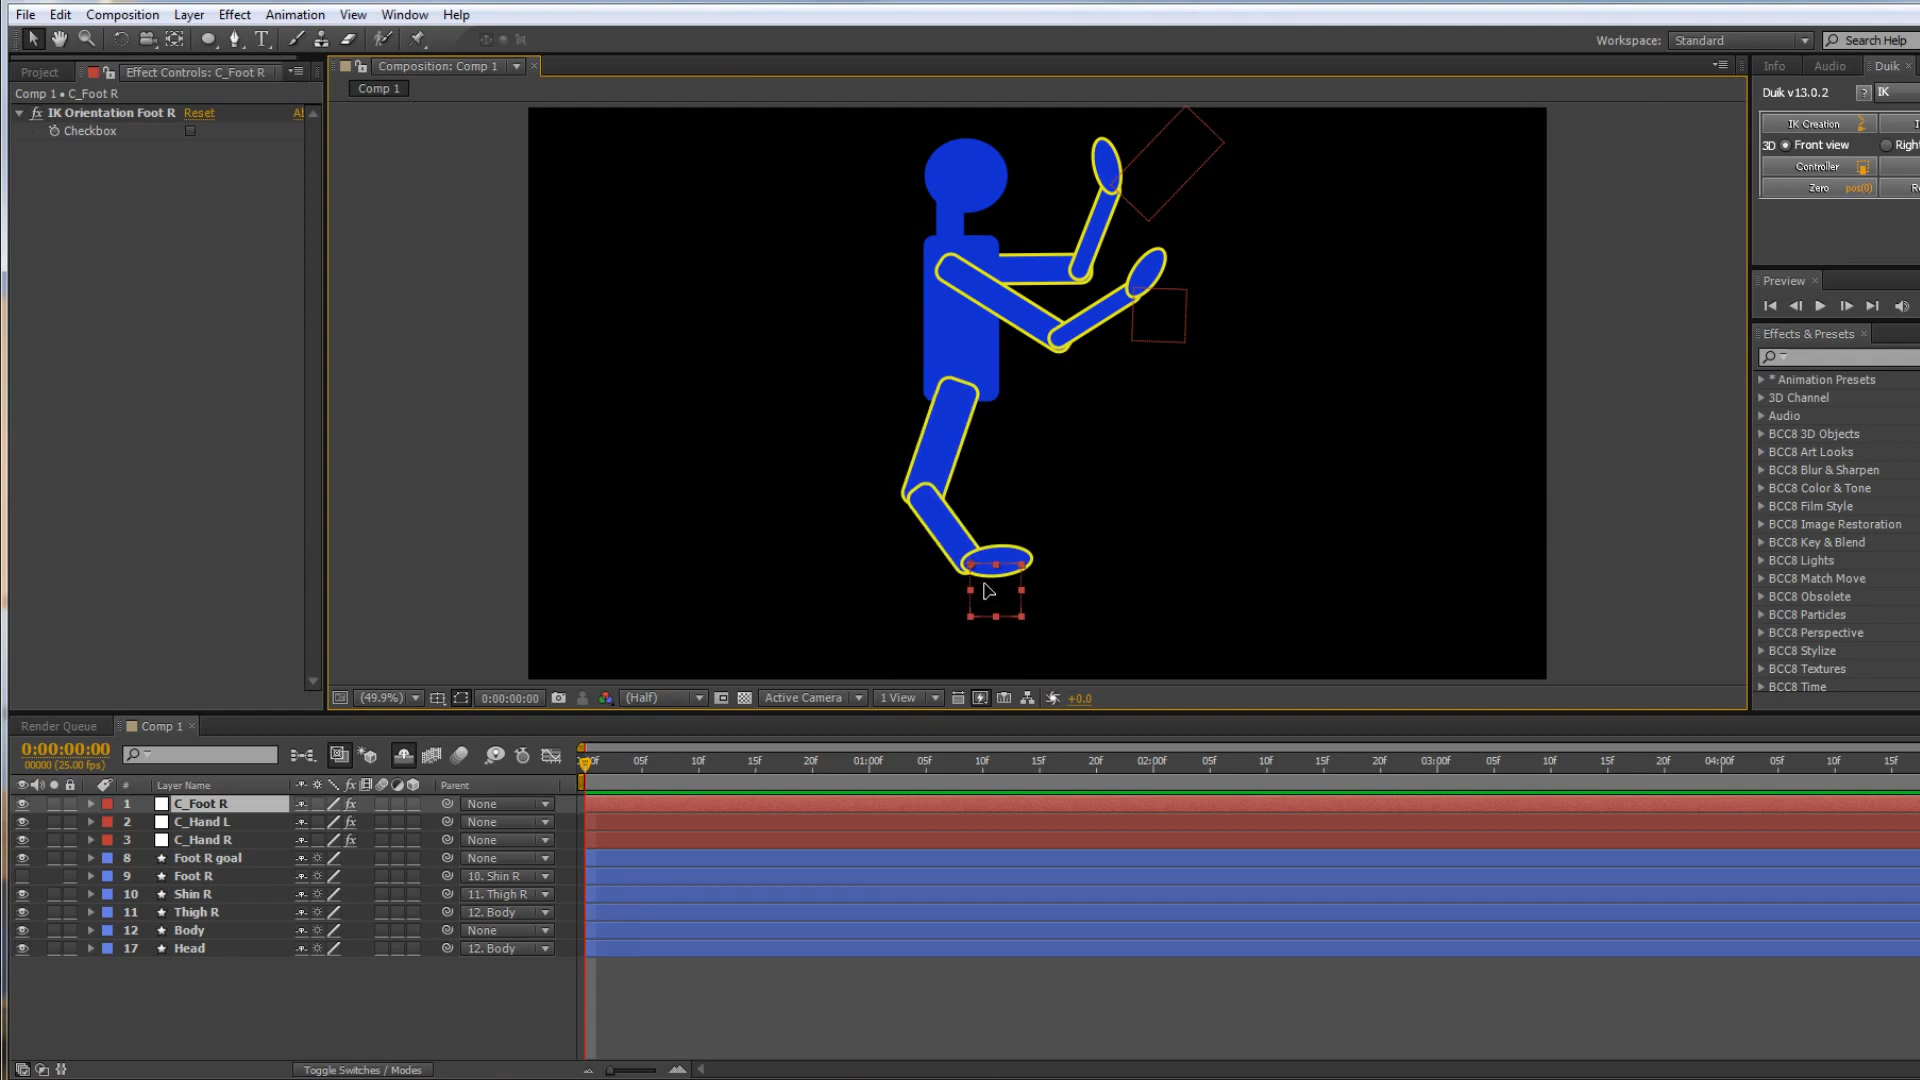 File Edit Composition Layer Effect Animation View Window Help
Workspace: Standard Search Help
Project Effect Controls: C_Foot R Composition: Comp 1 Info Audio Duik
Comp 1 • C_Foot R Comp 1 Duik v13.0.2 ? IK
fx IK Orientation Foot R Reset
Checkbox
IK Creation
3D Front view Right
Controller
Zero pos(0)
Preview
Effects & Presets
* Animation Presets
3D Channel
Audio
BCC8 3D Objects
BCC8 Art Looks
BCC8 Blur & Sharpen
BCC8 Color & Tone
BCC8 Film Style
BCC8 Image Restoration
BCC8 Key & Blend
BCC8 Lights
BCC8 Match Move
BCC8 Obsolete
BCC8 Particles
BCC8 Perspective
BCC8 Stylize
BCC8 Textures
BCC8 Time
(49.9%) 0:00:00:00 (Half) Active Camera 1 View +0.0
Render Queue Comp 1
0:00:00:00
00000 (25.00 fps)
05f 10f 15f 20f 01:00f 05f 10f 15f 20f 02:00f 05f 10f 15f 20f 03:00f 05f 10f 15f 20f 04:00f 05f 10f 15f
# Layer Name fx Parent
1 C_Foot R fx None
2 C_Hand L fx None
3 C_Hand R fx None
8 Foot R goal None
9 Foot R 10. Shin R
10 Shin R 11. Thigh R
11 Thigh R 12. Body
12 Body None
17 Head 12. Body
Toggle Switches / Modes